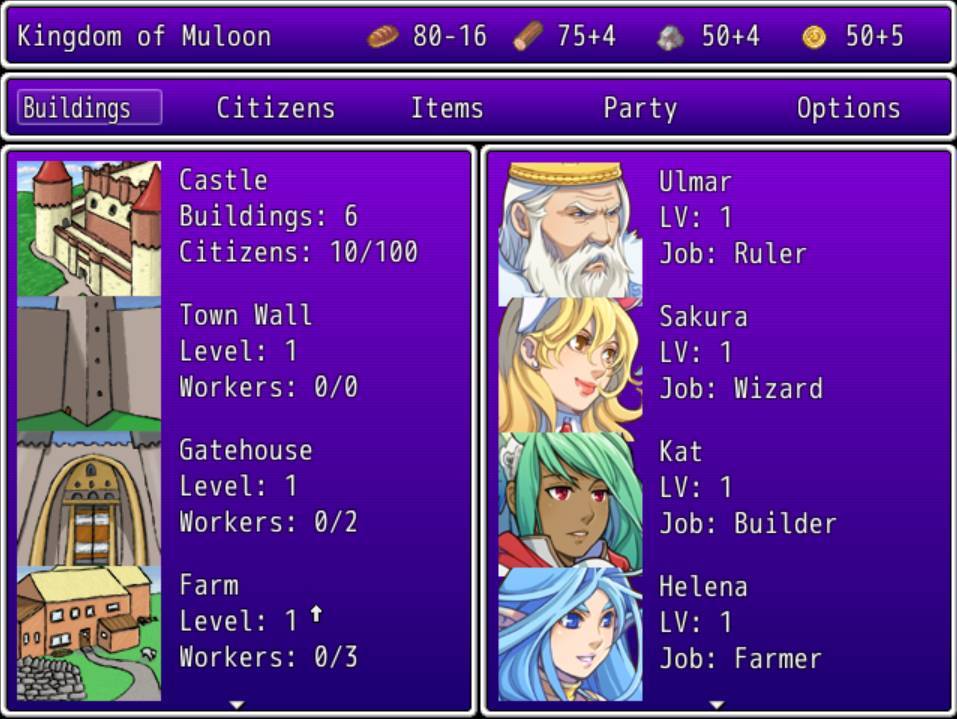 Kingdom of Muloon 80-16 75+4 50+4 50+5
Buildings Citizens Items Party Options
Castle
Buildings: 6
Citizens: 10/100
Town Wall
Level: 1
Workers: 0/0
Gatehouse
Level: 1
Workers: 0/2
Farm
Level: 1
Workers: 0/3
Ulmar
LV: 1
Job: Ruler
Sakura
LV: 1
Job: Wizard
Kat
LV: 1
Job: Builder
Helena
LV: 1
Job: Farmer